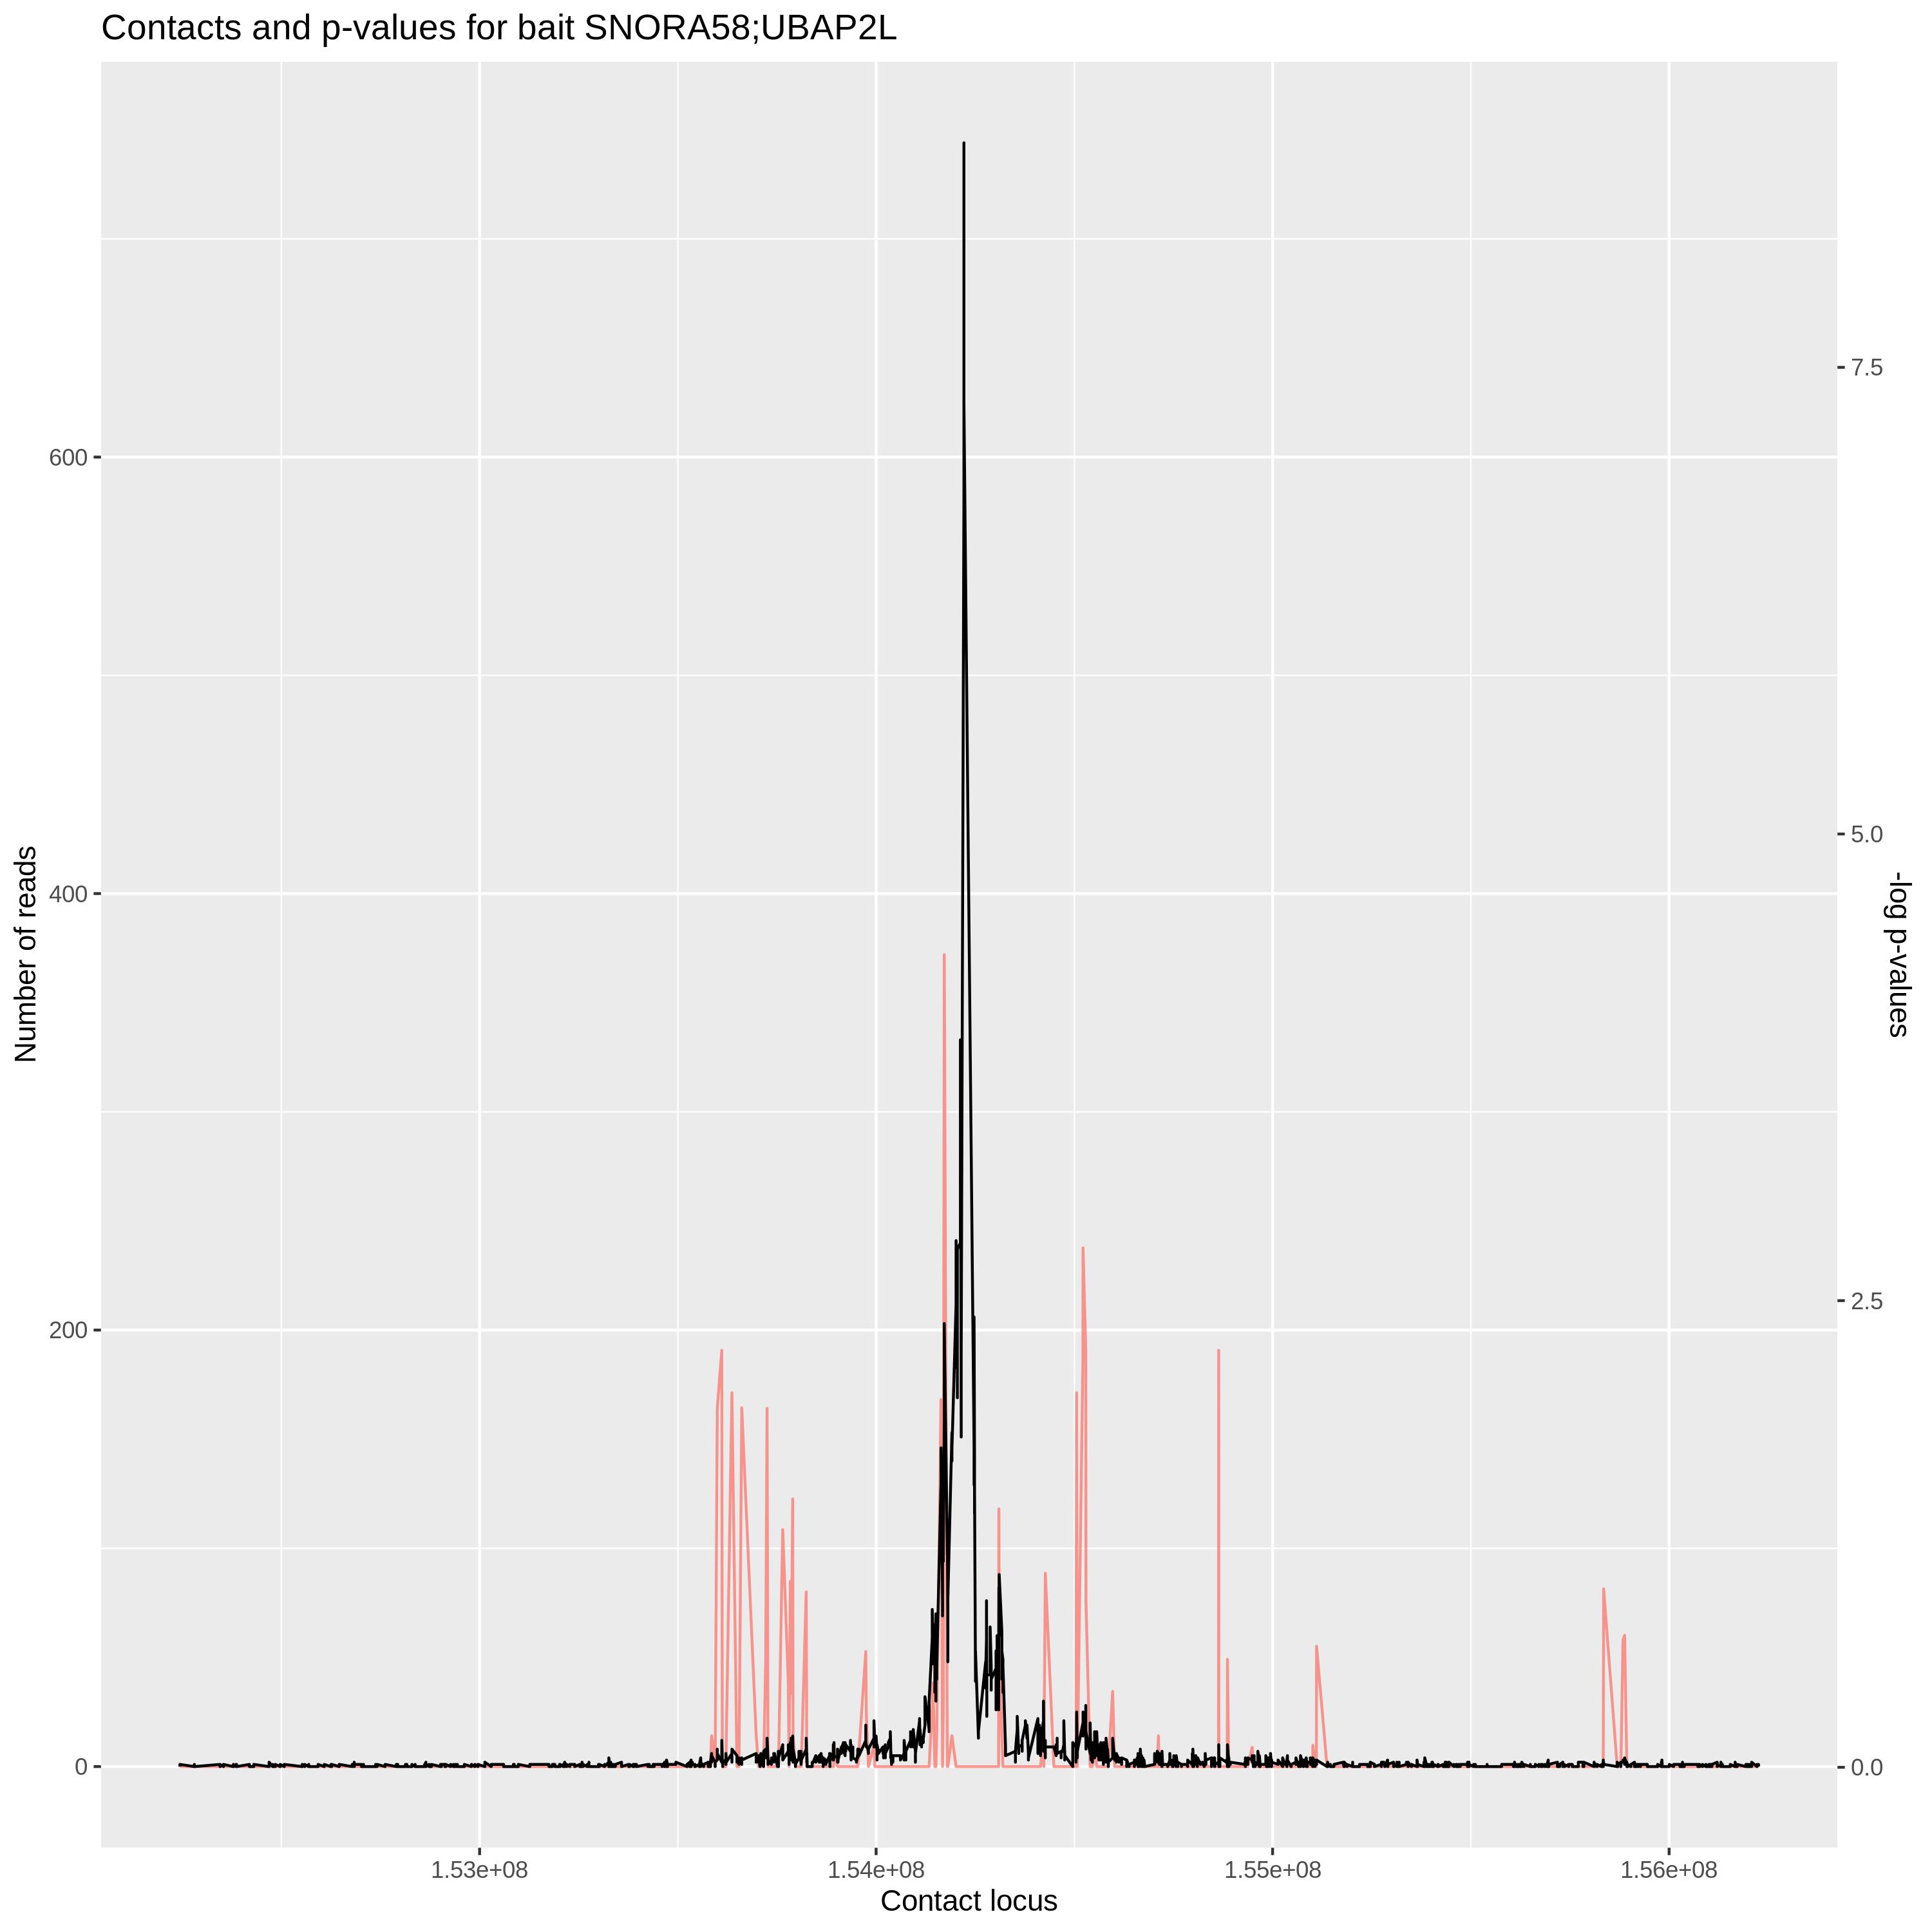 Contacts and p-values for bait SNORA58;UBAP2L
600
400
200
0
Number of reads
7.5
5.0
2.5
0.0
-log p-values
1.53e+08 1.54e+08 1.55e+08 1.56e+08
Contact locus